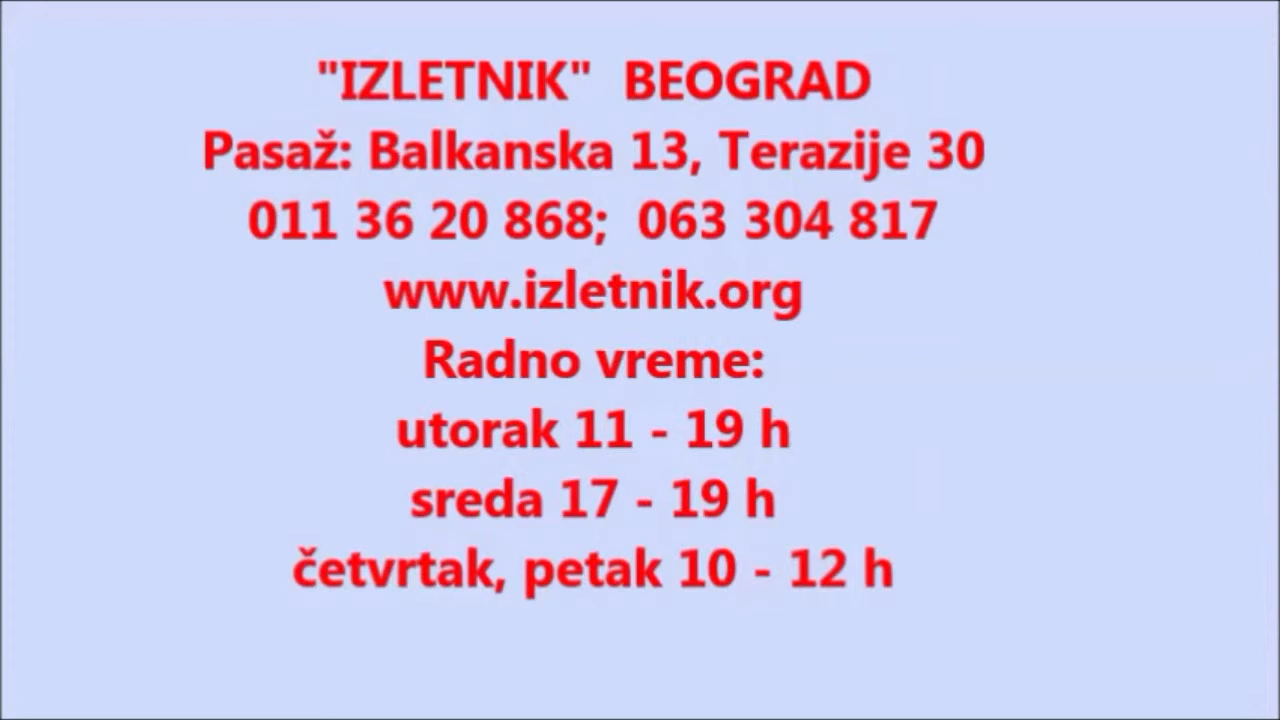 "IZLETNIK"  BEOGRAD
Pasaž: Balkanska 13, Terazije 30
011 36 20 868;  063 304 817
www.izletnik.org
Radno vreme:
utorak 11 - 19 h
sreda 17 - 19 h
četvrtak, petak 10 - 12 h